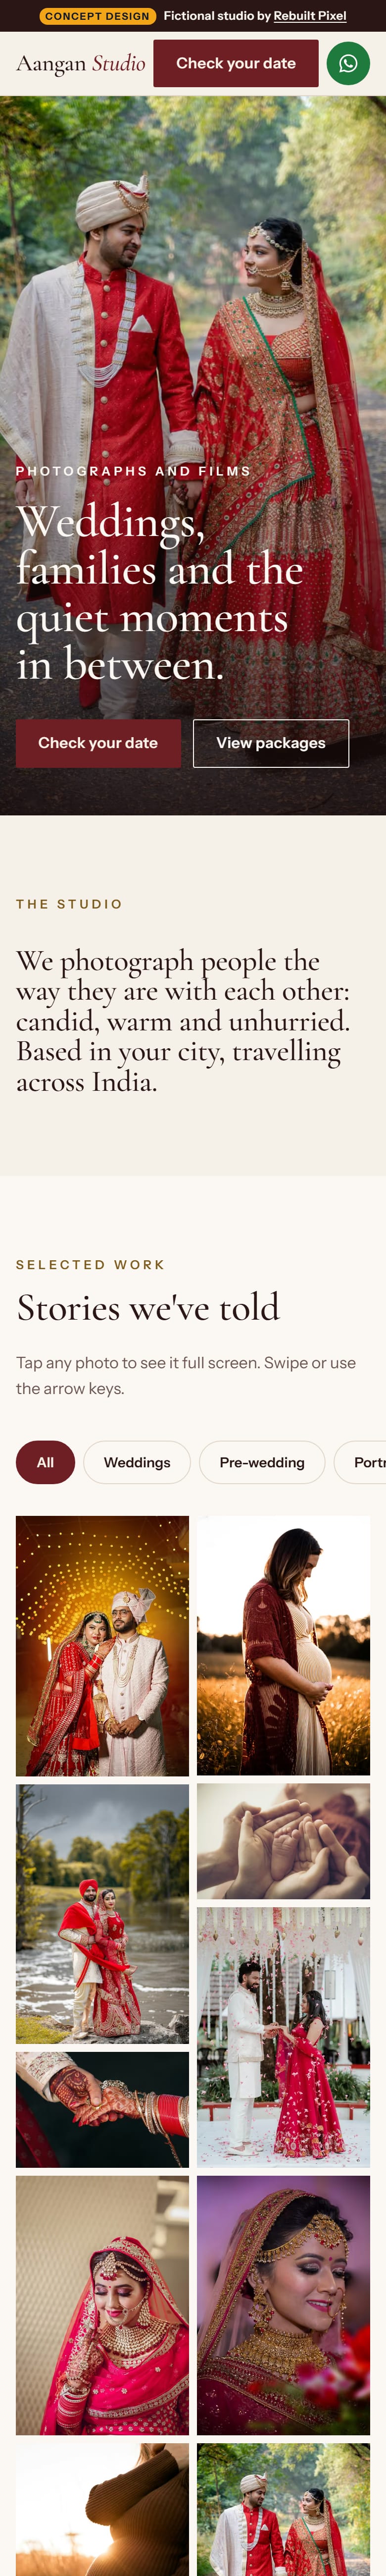 CONCEPT DESIGN Fictional studio by Rebuilt Pixel
Aangan Studio
Check your date
PHOTOGRAPHS AND FILMS
Weddings,
families and the
quiet moments
in between.
Check your date
View packages
THE STUDIO
We photograph people the
way they are with each other:
candid, warm and unhurried.
Based in your city, travelling
across India.
SELECTED WORK
Stories we've told
Tap any photo to see it full screen. Swipe or use
the arrow keys.
All
Weddings
Pre-wedding